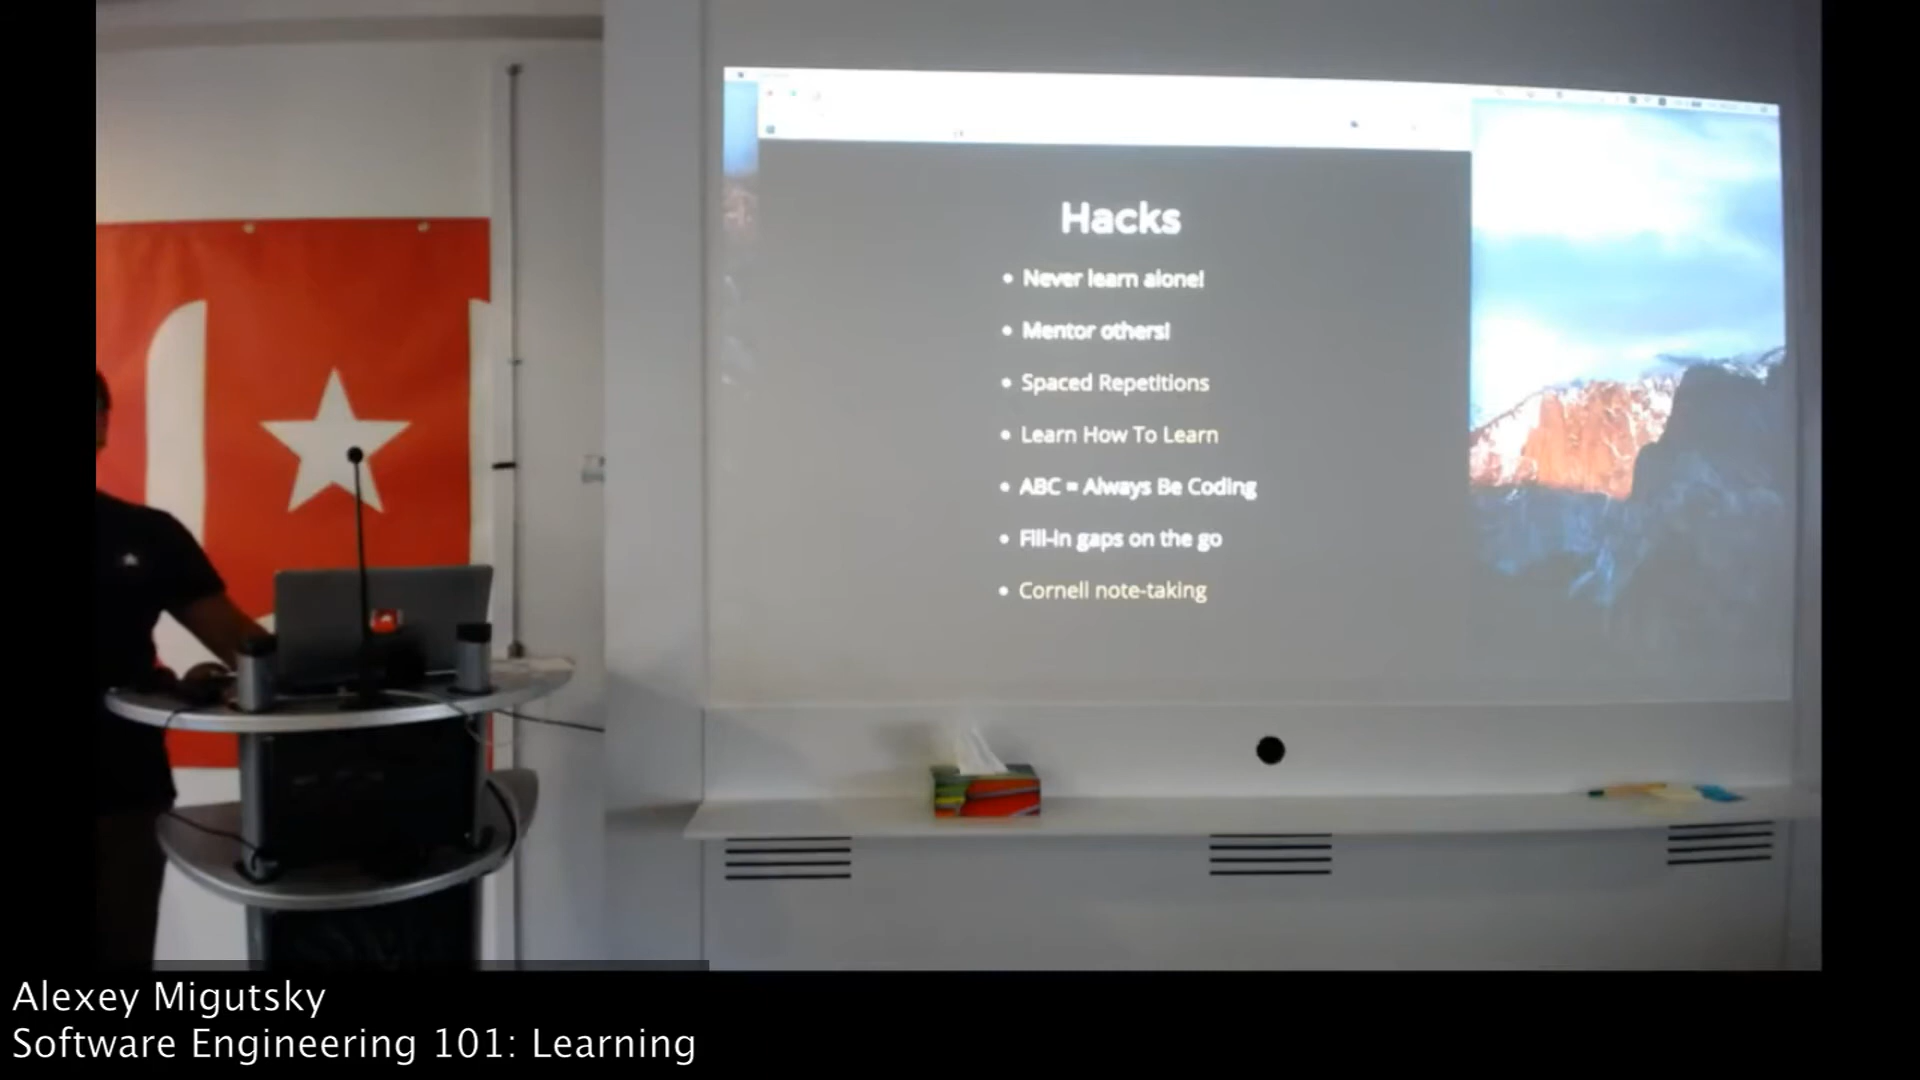 Hacks
• Never learn alone!
• Mentor others!
• Spaced Repetitions
• Learn How To Learn
• ABC = Always Be Coding
• Fill-in gaps on the go
• Cornell note-taking
Alexey Migutsky
Software Engineering 101: Learning